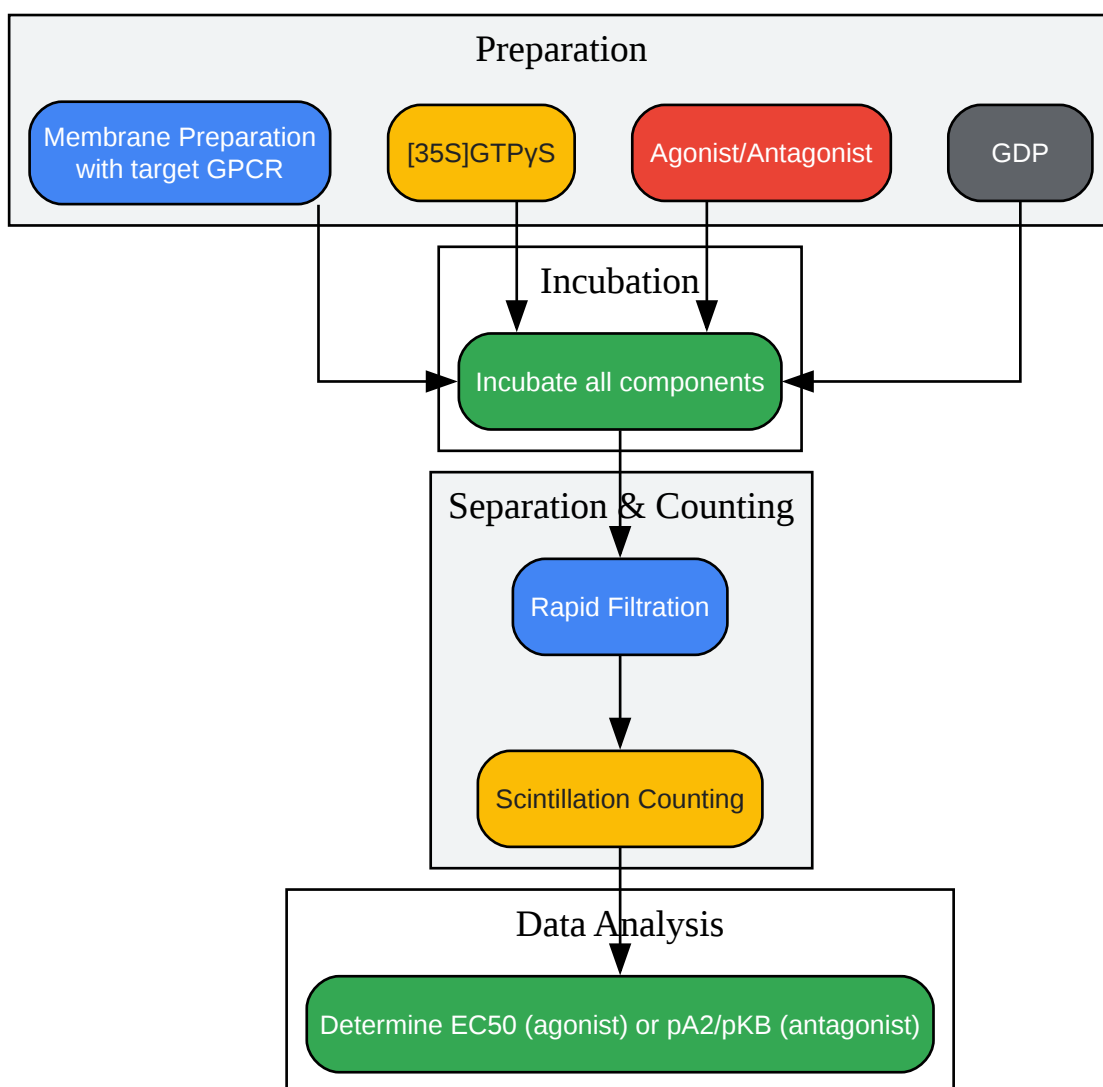 Preparation
Membrane Preparation
with target GPCR
[35S]GTPγS
Agonist/Antagonist
GDP
Incubation
Incubate all components
Separation & Counting
Rapid Filtration
Scintillation Counting
Data Analysis
Determine EC50 (agonist) or pA2/pKB (antagonist)